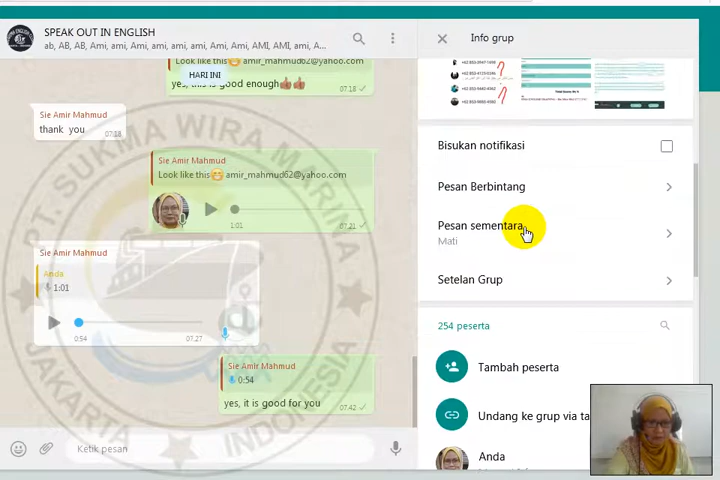 SPEAK OUT IN ENGLISH
ab, AB, AB, Ami, ami, ami, ami, ami, Ami, Ami, AMI, AMI, ami, A...
Look like this😁 amir_mahmud62@yahoo.com
HARI INI
yes, this is good enough👍🏾👍🏾
07.18
Sie Amir Mahmud
thank you
07.18
Sie Amir Mahmud
Look like this😁 amir_mahmud62@yahoo.com
1:01
07.21
Sie Amir Mahmud
Anda
1:01
0:54
07.27
Sie Amir Mahmud
0:54
yes, it is good for you
07.42
Ketik pesan
PT. SUKMA WIRA MARINA
JAKARTA INDONESIA
Info grup
Bisukan notifikasi
Pesan Berbintang
Pesan sementara
Mati
Setelan Grup
254 peserta
Tambah peserta
Undang ke grup via ta
Anda